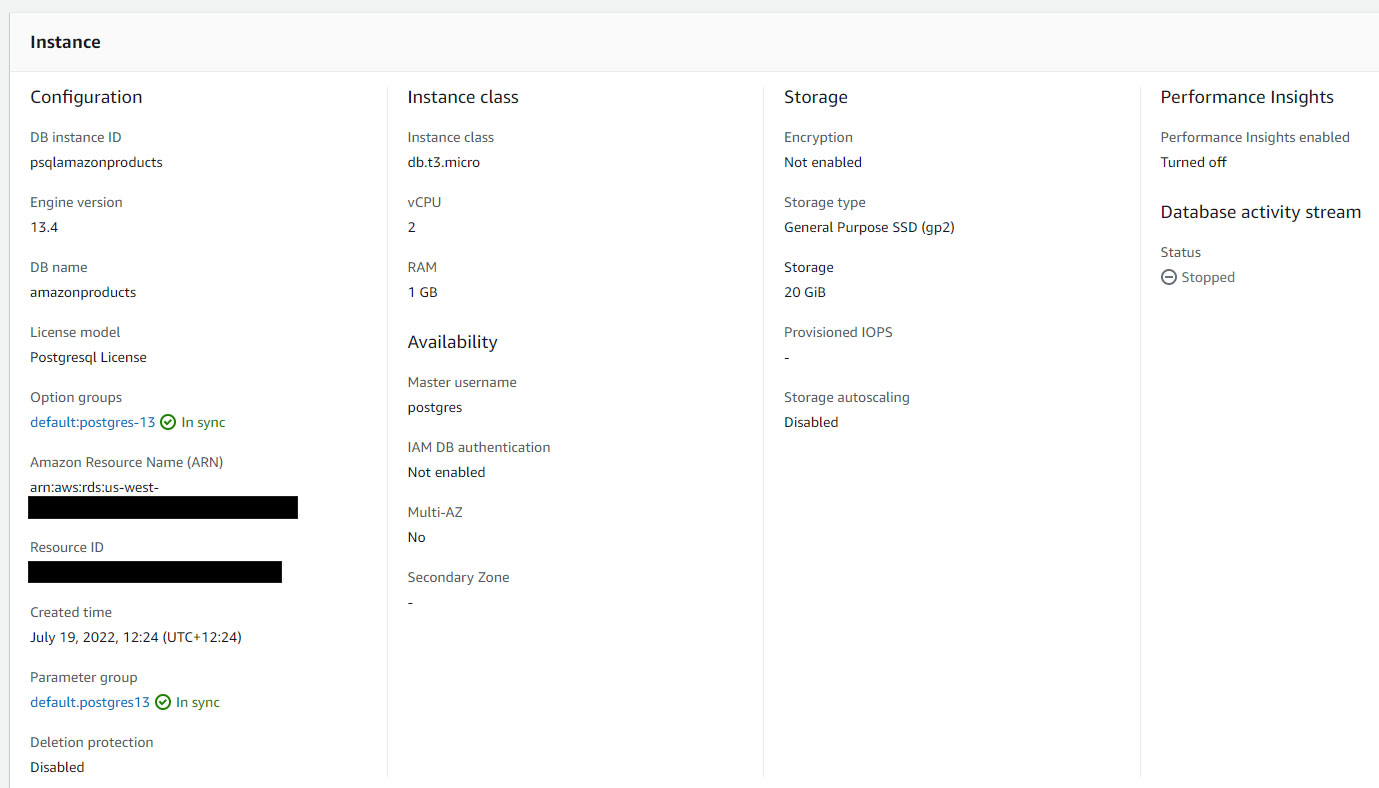 Instance
Configuration
DB instance ID
psqlamazonproducts
Engine version
13.4
DB name
amazonproducts
License model
Postgresql License
Option groups
default:postgres-13 In sync
Amazon Resource Name (ARN)
arn:aws:rds:us-west-
Resource ID
Created time
July 19, 2022, 12:24 (UTC+12:24)
Parameter group
default.postgres13 In sync
Deletion protection
Disabled
Instance class
Instance class
db.t3.micro
vCPU
2
RAM
1 GB
Availability
Master username
postgres
IAM DB authentication
Not enabled
Multi-AZ
No
Secondary Zone
-
Storage
Encryption
Not enabled
Storage type
General Purpose SSD (gp2)
Storage
20 GiB
Provisioned IOPS
-
Storage autoscaling
Disabled
Performance Insights
Performance Insights enabled
Turned off
Database activity stream
Status
Stopped